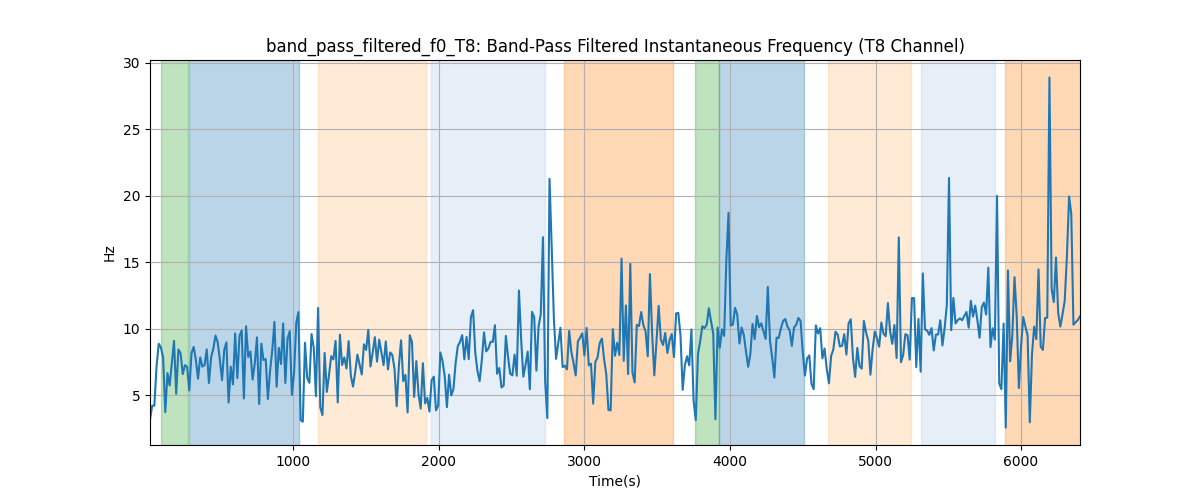 band_pass_filtered_f0_T8: Band-Pass Filtered Instantaneous Frequency (T8 Channel)
30
25
20
15
10
5
Hz
1000 2000 3000 4000 5000 6000
Time(s)